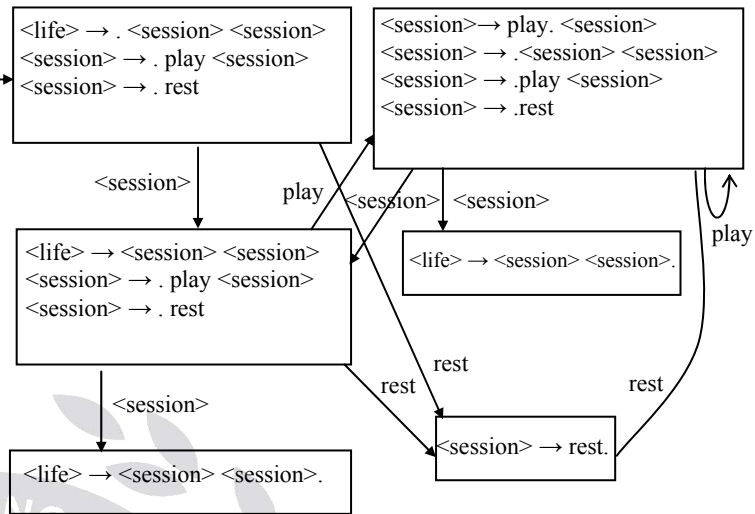 <life> → . <session> <session>
<session> → . play <session>
<session> → . rest
<session>→ play. <session>
<session> → .<session> <session>
<session> → .play <session>
<session> → .rest
<session>
play
<session>
<session>
play
<life> → <session> <session>
<session> → . play <session>
<session> → . rest
<life> → <session> <session>.
rest
rest
rest
<session>
<session> → rest.
<life> → <session> <session>.